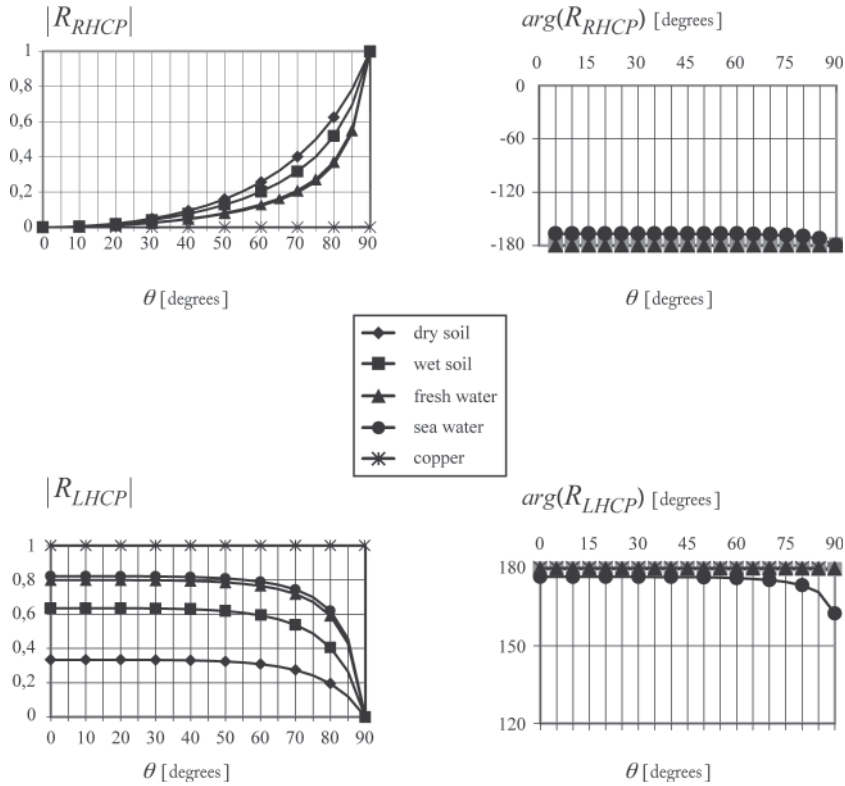 |R_RHCP|
1
0,8
0,6
0,4
0,2
0
0 10 20 30 40 50 60 70 80 90
θ [degrees]
arg(R_RHCP) [degrees]
0 15 30 45 60 75 90
0
-60
-120
-180
θ [degrees]
dry soil
wet soil
fresh water
sea water
copper
|R_LHCP|
1
0,8
0,6
0,4
0,2
0
0 10 20 30 40 50 60 70 80 90
θ [degrees]
arg(R_LHCP) [degrees]
0 15 30 45 60 75 90
180
150
120
θ [degrees]